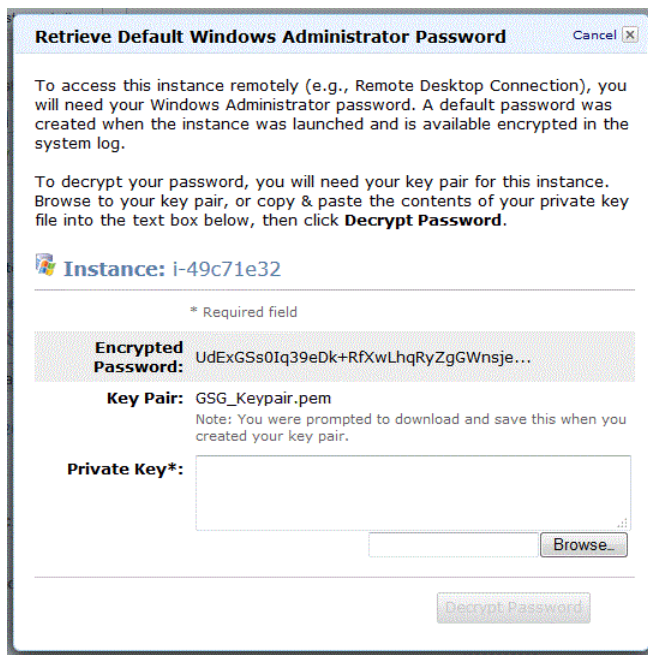 Retrieve Default Windows Administrator Password
Cancel
To access this instance remotely (e.g., Remote Desktop Connection), you
will need your Windows Administrator password. A default password was
created when the instance was launched and is available encrypted in the
system log.
To decrypt your password, you will need your key pair for this instance.
Browse to your key pair, or copy & paste the contents of your private key
file into the text box below, then click Decrypt Password.
Instance: i-49c71e32
* Required field
Encrypted
Password: UdExGSs0Iq39eDk+RfXwLhqRyZgGWnsje...
Key Pair: GSG_Keypair.pem
Note: You were prompted to download and save this when you
created your key pair.
Private Key*:
Browse...
Decrypt Password